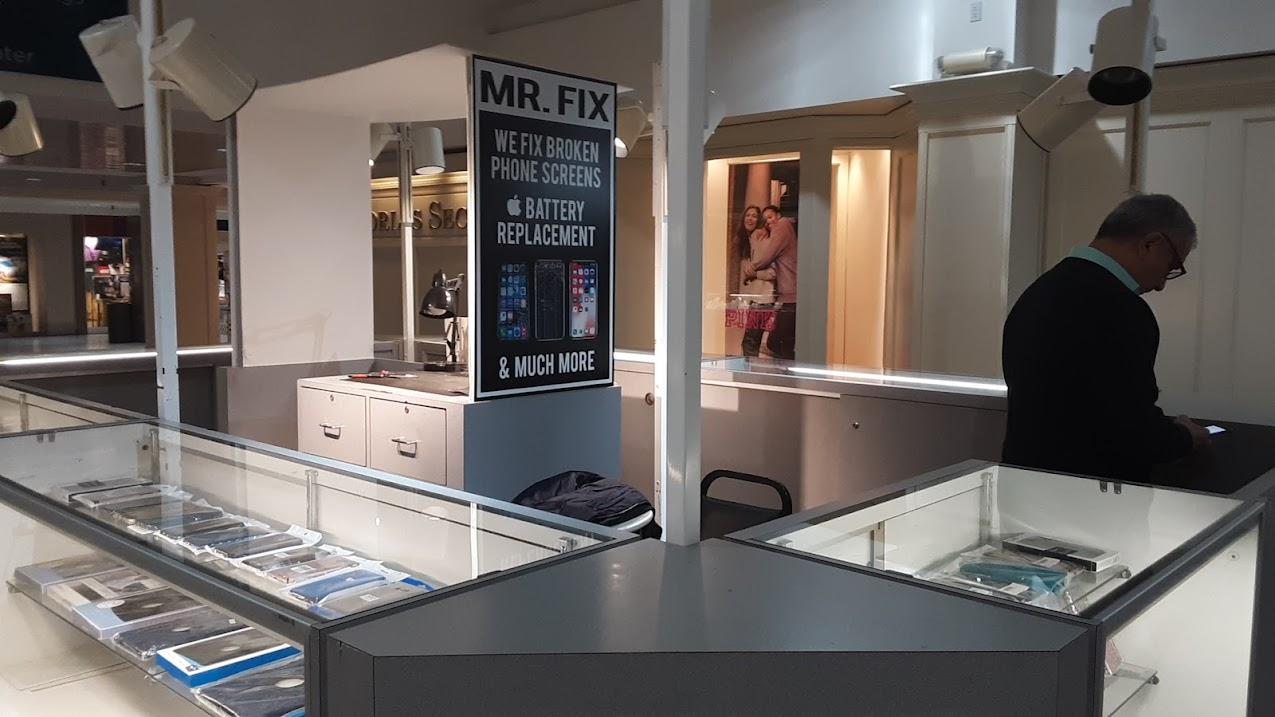 MR. FIX
WE FIX BROKEN
PHONE SCREENS
BATTERY
REPLACEMENT
& MUCH MORE
PINK